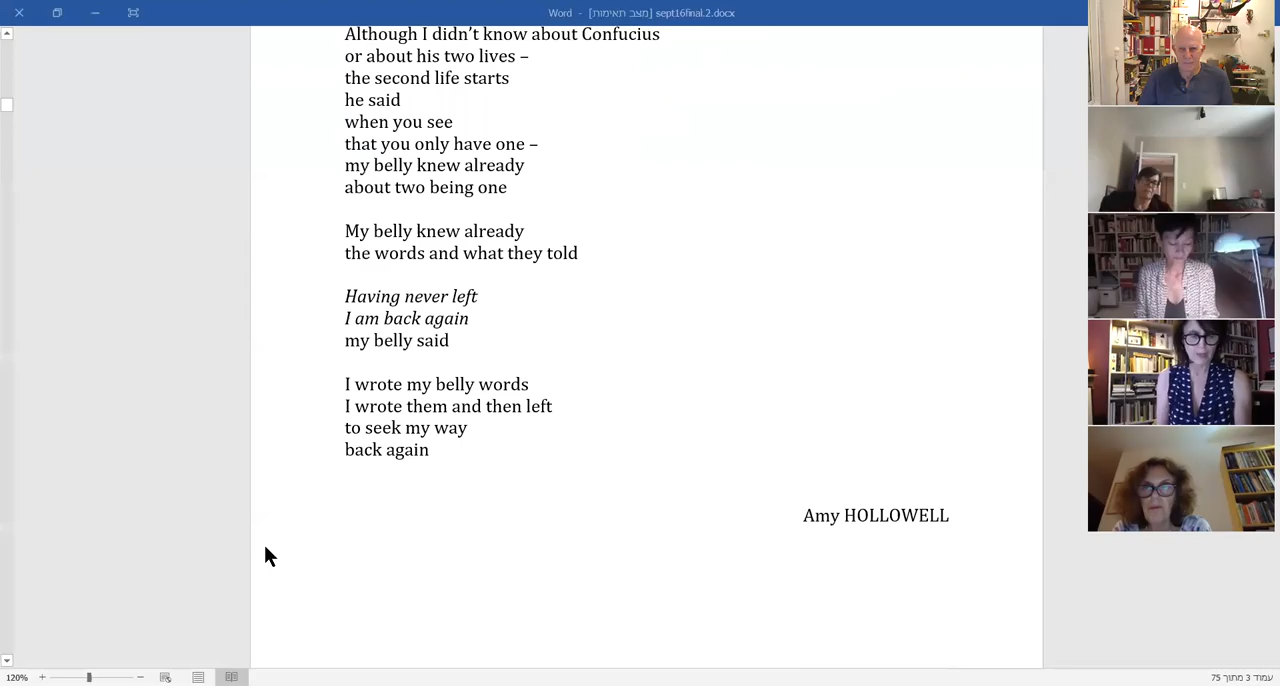 Word - [מצב תאימות] sept16final.2.docx
Although I didn’t know about Confucius
or about his two lives –
the second life starts
he said
when you see
that you only have one –
my belly knew already
about two being one
My belly knew already
the words and what they told
Having never left
I am back again
my belly said
I wrote my belly words
I wrote them and then left
to seek my way
back again
Amy HOLLOWELL
120%
עמוד 3 מתוך 75